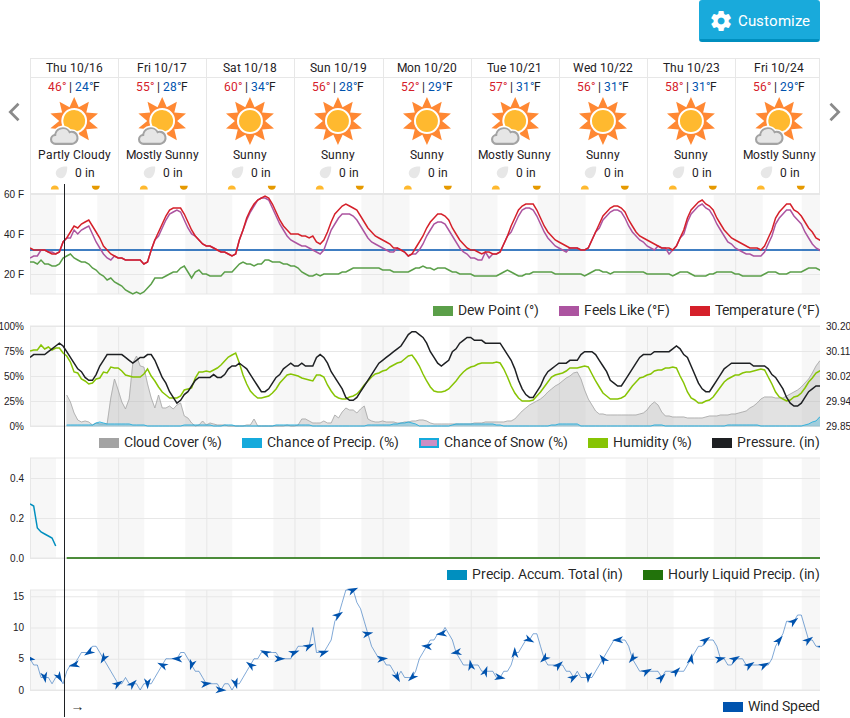 Customize
Thu 10/16 Fri 10/17 Sat 10/18 Sun 10/19 Mon 10/20 Tue 10/21 Wed 10/22 Thu 10/23 Fri 10/24
46° | 24°F 55° | 28°F 60° | 34°F 56° | 28°F 52° | 29°F 57° | 31°F 56° | 31°F 58° | 31°F 56° | 29°F
Partly Cloudy Mostly Sunny Sunny Sunny Sunny Mostly Sunny Sunny Sunny Mostly Sunny
0 in 0 in 0 in 0 in 0 in 0 in 0 in 0 in 0 in
60 F
40 F
20 F
Dew Point (°) Feels Like (°F) Temperature (°F)
100% 30.20
75% 30.11
50% 30.02
25% 29.94
0% 29.85
Cloud Cover (%) Chance of Precip. (%) Chance of Snow (%) Humidity (%) Pressure. (in)
0.4
0.2
0.0
Precip. Accum. Total (in) Hourly Liquid Precip. (in)
15
10
5
0
→
Wind Speed